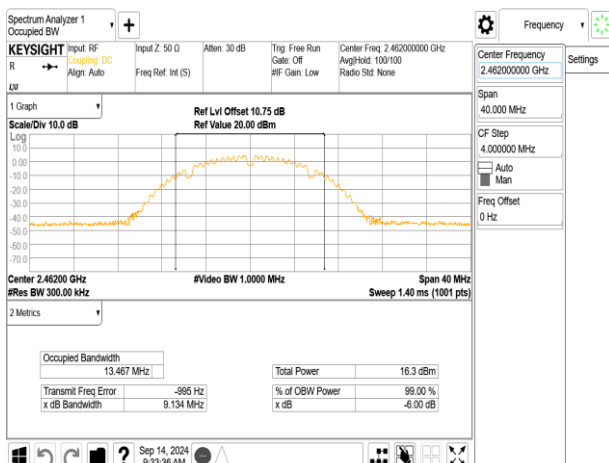 Spectrum Analyzer 1
Occupied BW
Frequency
KEYSIGHT
Input: RF
Coupling: DC
Align: Auto
Input Z: 50 Ω
Freq Ref: Int (S)
Atten: 30 dB
Trig: Free Run
Gate: Off
#IF Gain: Low
Center Freq: 2.462000000 GHz
Avg|Hold: 100/100
Radio Std: None
R
LXI
Center Frequency
2.462000000 GHz
Settings
Span
40.000 MHz
CF Step
4.000000 MHz
Auto
Man
Freq Offset
0 Hz
1 Graph
Scale/Div 10.0 dB
Ref Lvl Offset 10.75 dB
Ref Value 20.00 dBm
Log
10.0
0.00
-10.0
-20.0
-30.0
-40.0
-50.0
-60.0
-70.0
Center 2.46200 GHz
#Video BW 1.0000 MHz
Span 40 MHz
#Res BW 300.00 kHz
Sweep 1.40 ms (1001 pts)
2 Metrics
Occupied Bandwidth
13.467 MHz
Total Power 16.3 dBm
Transmit Freq Error -995 Hz
% of OBW Power 99.00 %
x dB Bandwidth 9.134 MHz
x dB -6.00 dB
?
Sep 14, 2024
9:33:36 AM